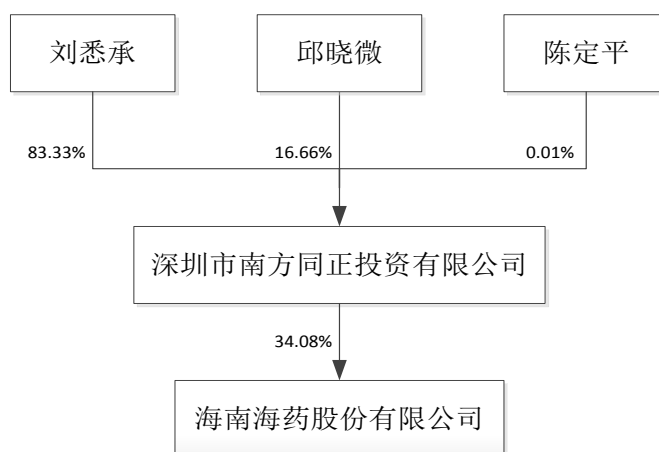 刘悉承
邱晓微
陈定平
83.33%
16.66%
0.01%
深圳市南方同正投资有限公司
34.08%
海南海药股份有限公司